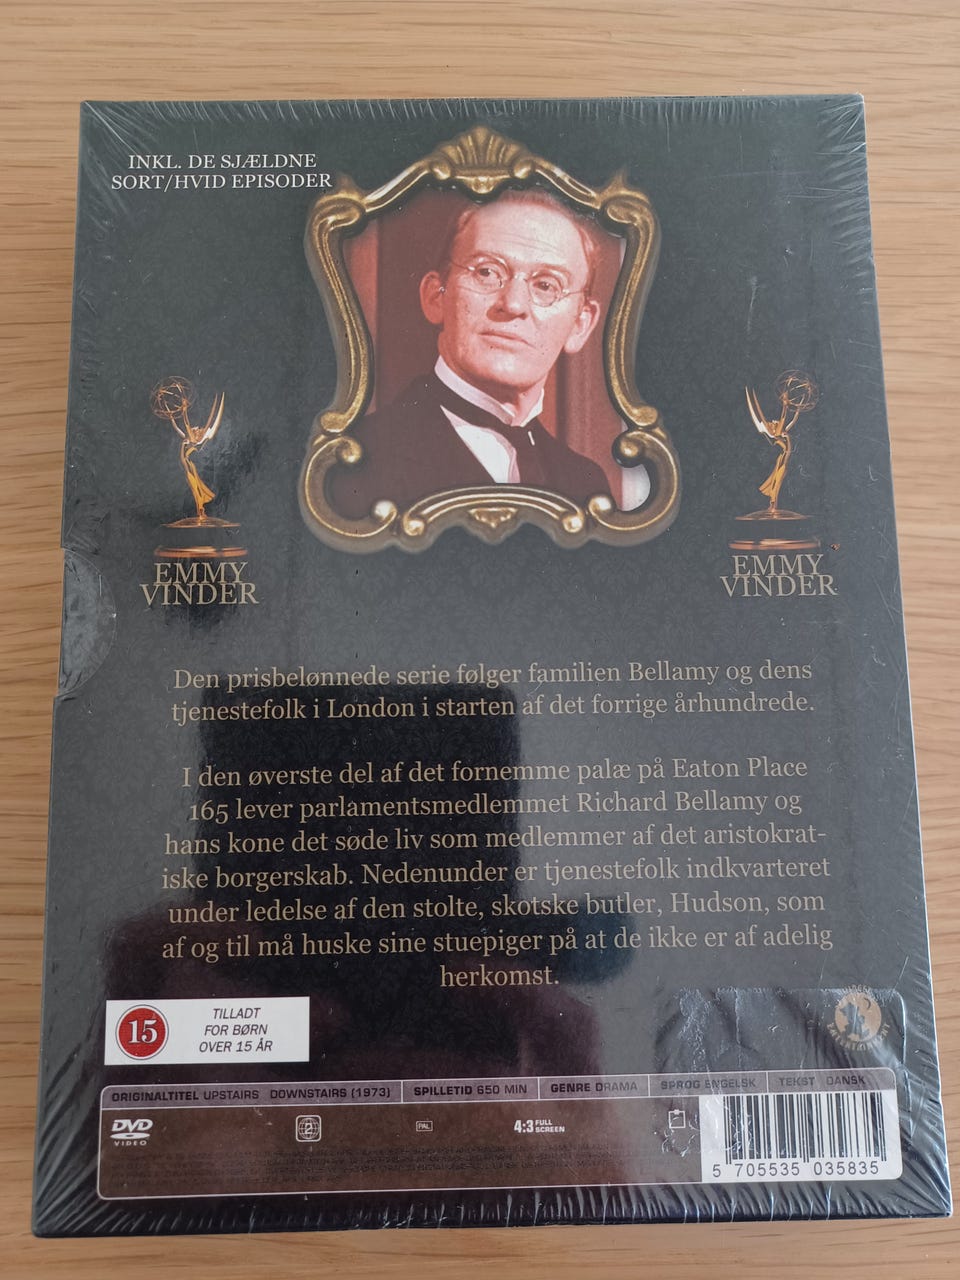 INKL. DE SJÆLDNE
SORT/HVID EPISODER
EMMY
VINDER
EMMY
VINDER
Den prisbelønnede serie følger familien Bellamy og dens
tjenestefolk i London i starten af det forrige århundrede.
I den øverste del af det fornemme palæ på Eaton Place
165 lever parlamentsmedlemmet Richard Bellamy og
hans kone det søde liv som medlemmer af det aristokrat-
iske borgerskab. Nedenunder er tjenestefolk indkvarteret
under ledelse af den stolte, skotske butler, Hudson, som
af og til må huske sine stuepiger på at de ikke er af adelig
herkomst.
15
TILLADT
FOR BØRN
OVER 15 ÅR
ORIGINALTITEL UPSTAIRS DOWNSTAIRS (1973) SPILLETID 650 MIN GENRE DRAMA SPROG ENGELSK TEKST DANSK
DVD
VIDEO
2
PAL
4:3 FULL
SCREEN
5 705535 035835